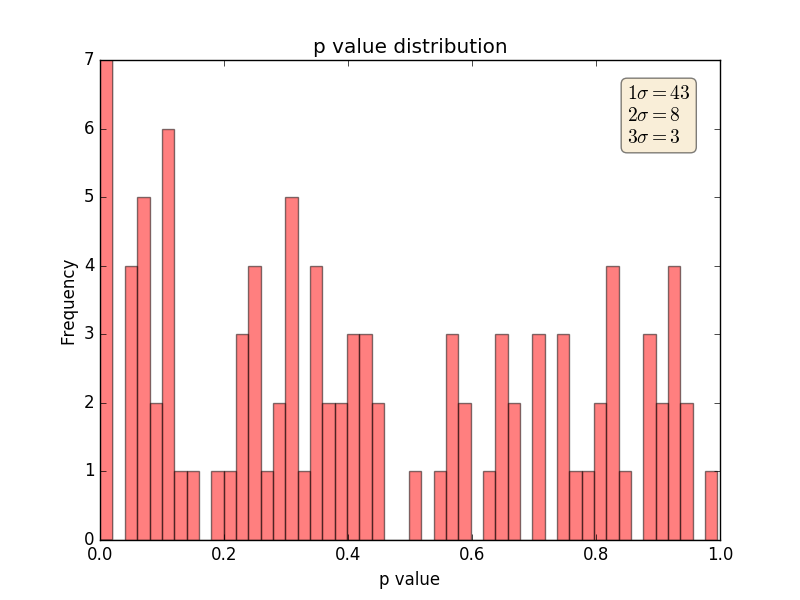 p value distribution
7
6
5
4
3
2
1
0
Frequency
1σ = 43
2σ = 8
3σ = 3
0.0 0.2 0.4 0.6 0.8 1.0
p value